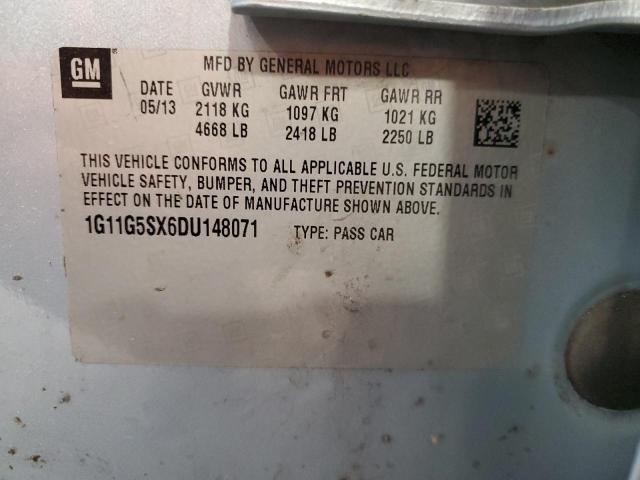 GM
MFD BY GENERAL MOTORS LLC
DATE GVWR GAWR FRT GAWR RR
05/13 2118 KG 1097 KG 1021 KG
4668 LB 2418 LB 2250 LB
THIS VEHICLE CONFORMS TO ALL APPLICABLE U.S. FEDERAL MOTOR
VEHICLE SAFETY, BUMPER, AND THEFT PREVENTION STANDARDS IN
EFFECT ON THE DATE OF MANUFACTURE SHOWN ABOVE.
1G11G5SX6DU148071 TYPE: PASS CAR